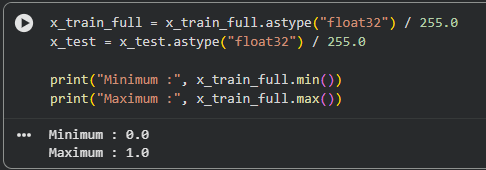 x_train_full = x_train_full.astype("float32") / 255.0
x_test = x_test.astype("float32") / 255.0
print("Minimum :", x_train_full.min())
print("Maximum :", x_train_full.max())
Minimum : 0.0
Maximum : 1.0